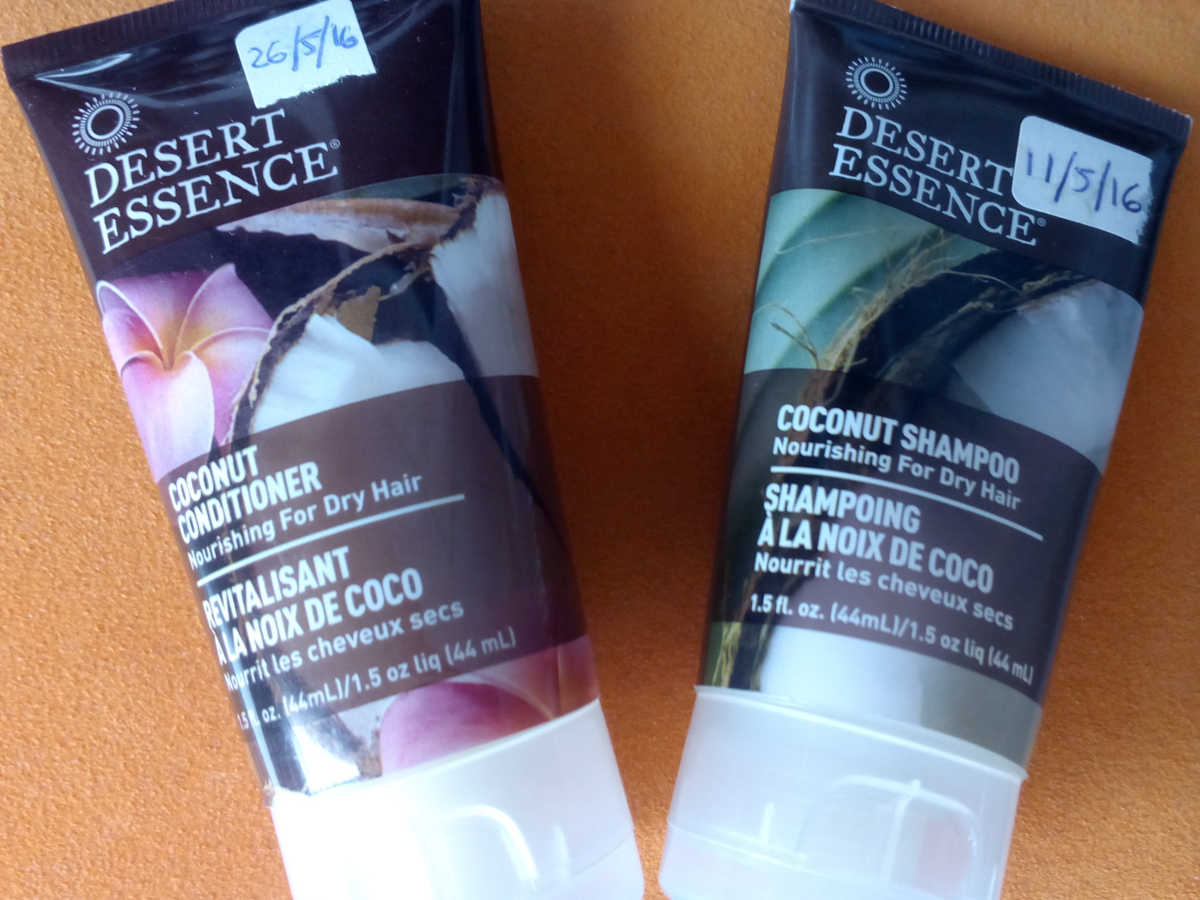 26/5/16
DESERT
ESSENCE®
COCONUT
CONDITIONER
Nourishing For Dry Hair
REVITALISANT
À LA NOIX DE COCO
Nourrit les cheveux secs
1.5 fl. oz. (44mL)/1.5 oz liq (44 mL)
11/5/16
DESERT
ESSENCE®
COCONUT SHAMPOO
Nourishing For Dry Hair
SHAMPOING
À LA NOIX DE COCO
Nourrit les cheveux secs
1.5 fl. oz. (44mL)/1.5 oz liq (44 mL)